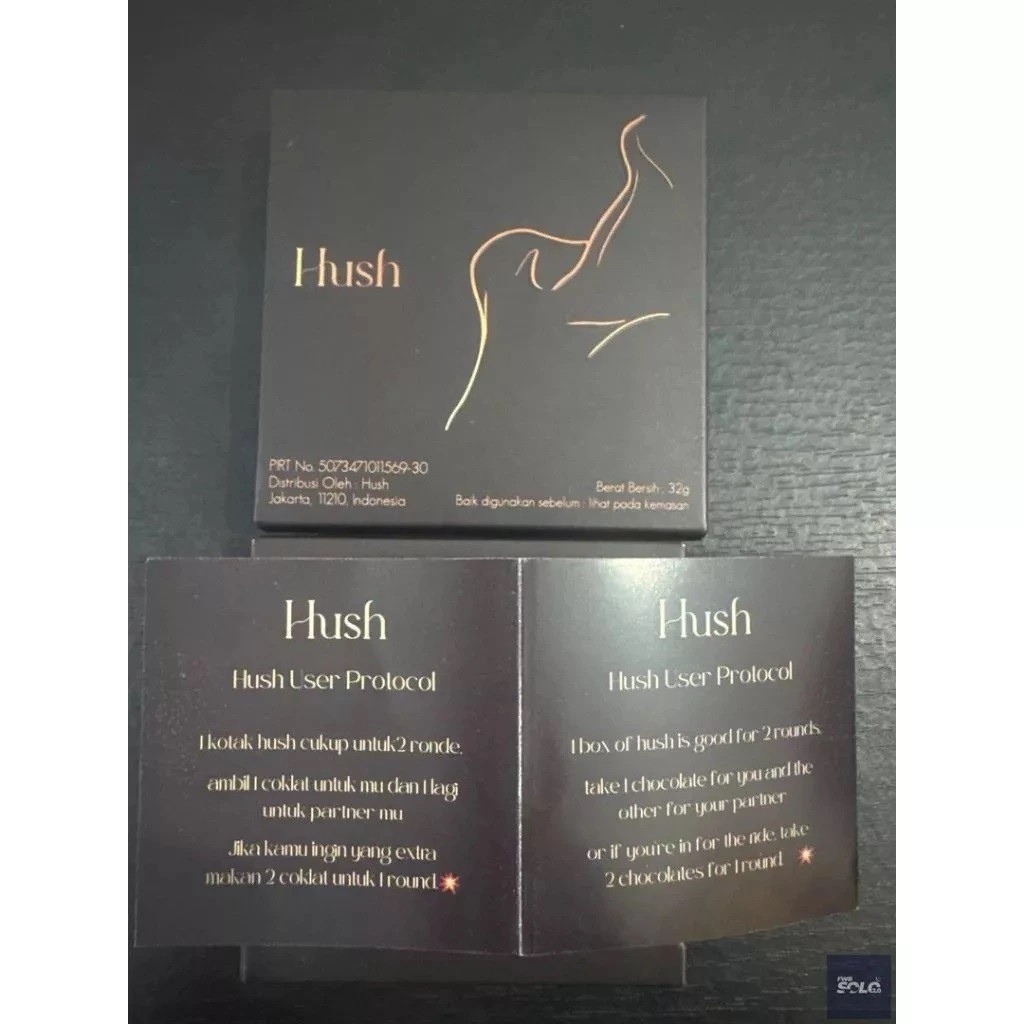 Hush
PIRT No. 5073471011569-30
Distribusi Oleh : Hush
Jakarta, 11210, Indonesia
Berat Bersih : 32g
Baik digunakan sebelum : lihat pada kemasan
Hush
Hush User Protocol
1 kotak hush cukup untuk2 ronde,
ambil 1 coklat untuk mu dan 1 lagi
untuk partner mu
Jika kamu ingin yang extra
makan 2 coklat untuk 1 round.
Hush
Hush User Protocol
1 box of hush is good for 2 rounds,
take 1 chocolate for you and the
other for your partner
or if you're in for the ride, take
2 chocolates for 1 round.
FWB
SOLO